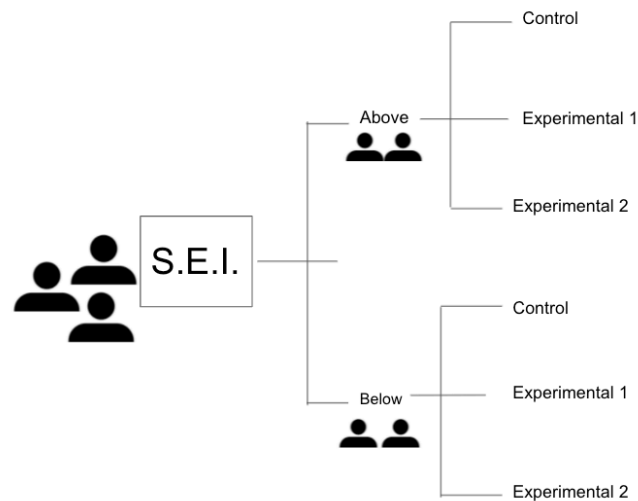 S.E.I.
Above
Control
Experimental 1
Experimental 2
Below
Control
Experimental 1
Experimental 2